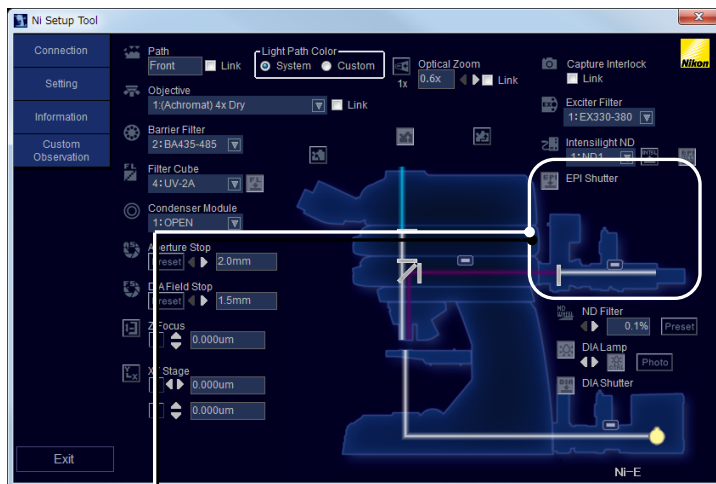 Ni Setup Tool
Connection
Setting
Information
Custom
Observation
Exit
Path
Front
Link
Light Path Color
System
Custom
1x
Optical Zoom
0.6x
Link
Capture Interlock
Link
Nikon
Objective
1:(Achromat) 4x Dry
Link
Exciter Filter
1:EX330-380
Barrier Filter
2:BA435-485
Intensilight ND
1:ND1
EPI Shutter
EPI
Filter Cube
4:UV-2A
FL
Condenser Module
1:OPEN
Aperture Stop
Preset
2.0mm
DIA Field Stop
Preset
1.5mm
Z Focus
0.000um
XY Stage
0.000um
0.000um
ND Filter
0.1%
Preset
DIA Lamp
Photo
DIA Shutter
DIA
Ni-E